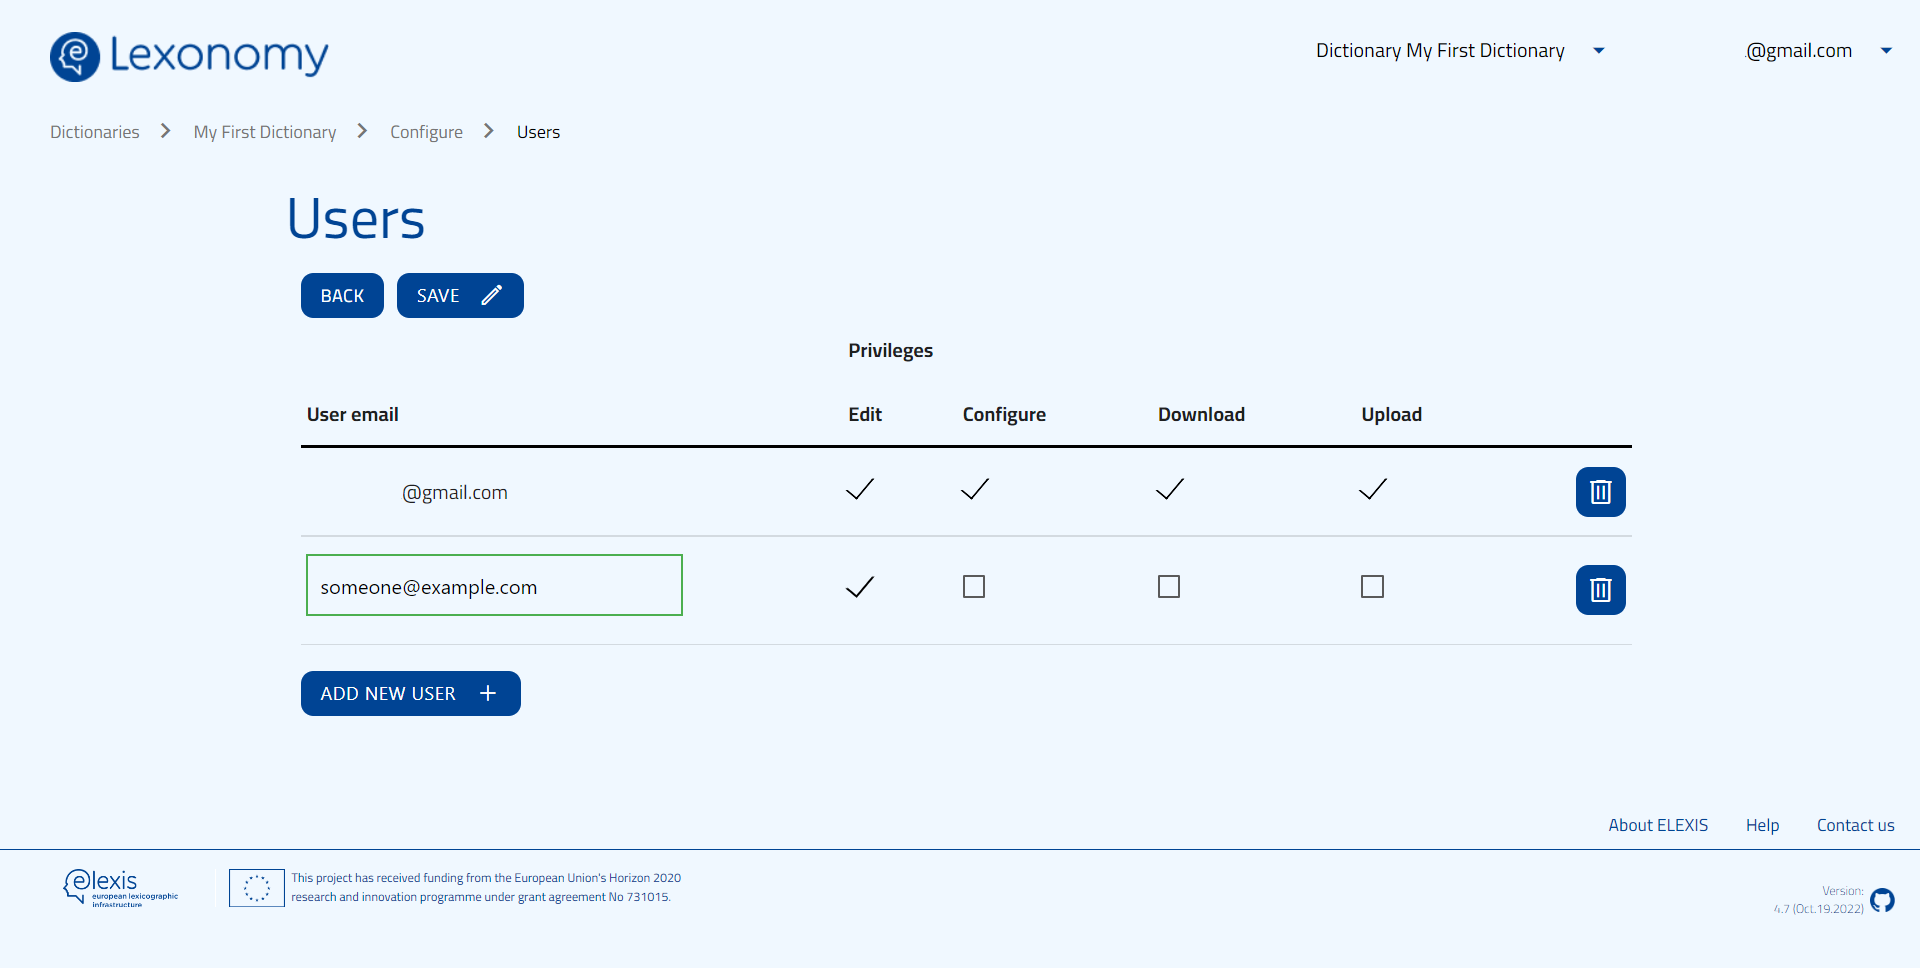 Lexonomy
Dictionary My First Dictionary
@gmail.com
Dictionaries My First Dictionary Configure Users
Users
BACK SAVE
Privileges
User email Edit Configure Download Upload
@gmail.com
someone@example.com
ADD NEW USER
About ELEXIS Help Contact us
elexis
european lexicographic
infrastructure
This project has received funding from the European Union's Horizon 2020
research and innovation programme under grant agreement No 731015.
Version:
4.7 (Oct.19.2022)